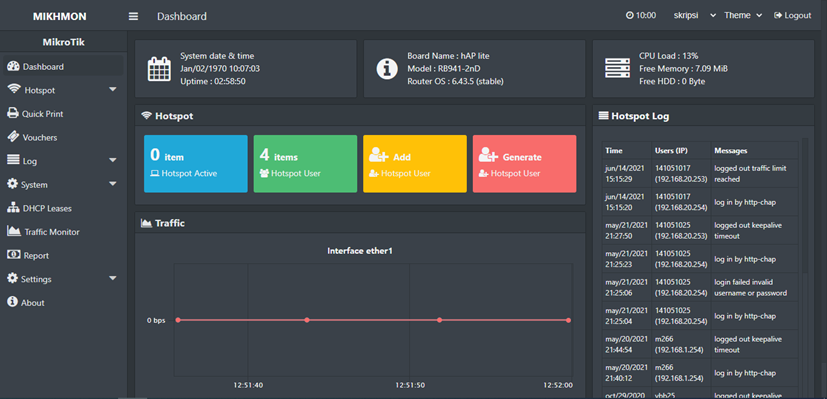 MIKHMON
Dashboard
10:00
skripsi
Theme
Logout
MikroTik
Dashboard
Hotspot
Quick Print
Vouchers
Log
System
DHCP Leases
Traffic Monitor
Report
Settings
About
System date & time
Jan/02/1970 10:07:03
Uptime : 02:58:50
Board Name : hAP lite
Model : RB941-2nD
Router OS : 6.43.5 (stable)
CPU Load : 13%
Free Memory : 7.09 MiB
Free HDD : 0 Byte
Hotspot
0 item
Hotspot Active
4 items
Hotspot User
Add
Hotspot User
Generate
Hotspot User
Traffic
Interface ether1
0 bps
12:51:40
12:51:50
12:52:00
Hotspot Log
Time Users (IP) Messages
jun/14/2021 141051017 logged out traffic limit
15:15:29 (192.168.20.253) reached
jun/14/2021 141051017 log in by http-chap
15:15:20 (192.168.20.254)
may/21/2021 141051025 logged out keepalive
21:27:50 (192.168.20.253) timeout
may/21/2021 141051025 log in by http-chap
21:25:23 (192.168.20.254)
may/21/2021 141051025 login failed invalid
21:25:06 (192.168.20.254) username or password
may/21/2021 141051025 log in by http-chap
21:25:04 (192.168.20.254)
may/20/2021 m266 logged out keepalive
21:44:54 (192.168.1.254) timeout
may/20/2021 m266 log in by http-chap
21:40:12 (192.168.1.254)
oct/29/2020 vbh25 logged out keepalive